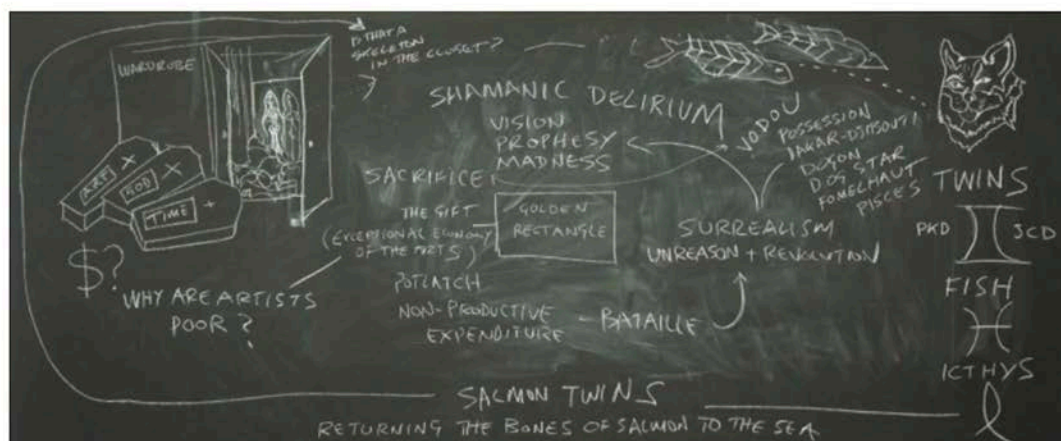 IS THAT A
SKELETON
IN THE CLOSET?
WARDROBE
ART
GOD
TIME
$?
WHY ARE ARTISTS
POOR?
SHAMANIC DELIRIUM
VISION
PROPHESY
MADNESS
SACRIFICE
THE GIFT
(EXCEPTIONAL ECONOMY
OF THE ARTS)
POTLATCH
NON-PRODUCTIVE
EXPENDITURE
- BATAILLE
GOLDEN
RECTANGLE
SURREALISM
UNREASON + REVOLUTION
VODOU
POSSESSION
DAKAR-DJIBOUTI
DOGON
DOG STAR
FOMELHAUT
PISCES
TWINS
PKD
JCD
FISH
ICTHYS
SALMON TWINS
RETURNING THE BONES OF SALMON TO THE SEA